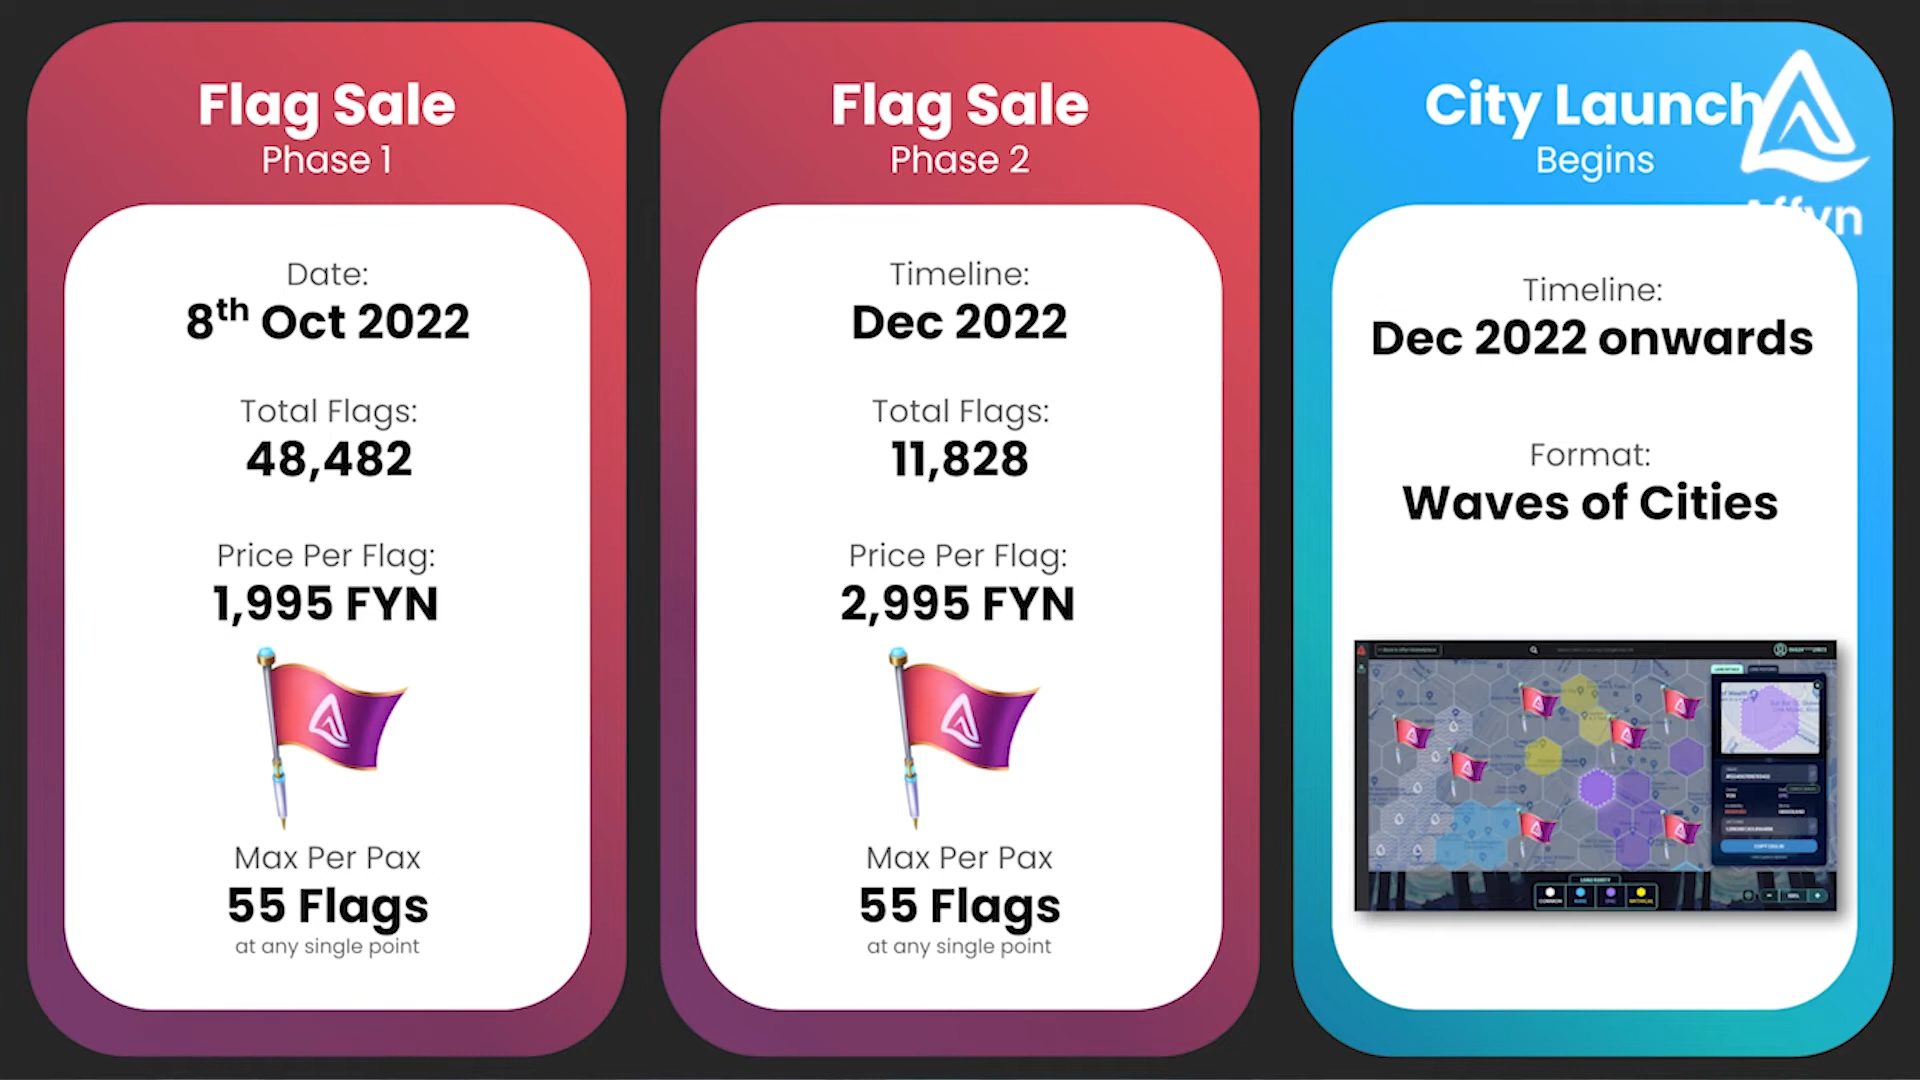 Flag Sale
Phase 1
Date:
8th Oct 2022
Total Flags:
48,482
Price Per Flag:
1,995 FYN
Max Per Pax
55 Flags
at any single point
Flag Sale
Phase 2
Timeline:
Dec 2022
Total Flags:
11,828
Price Per Flag:
2,995 FYN
Max Per Pax
55 Flags
at any single point
City Launch
Begins
Affyn
Timeline:
Dec 2022 onwards
Format:
Waves of Cities